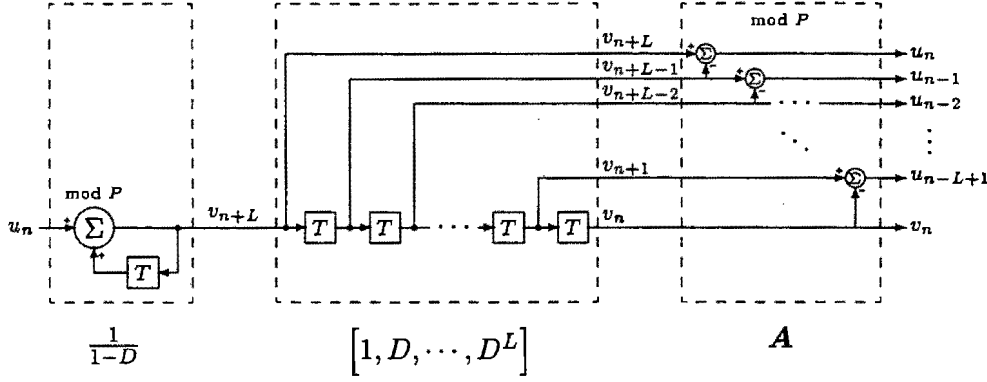 mod P
v_{n+L} u_n
v_{n+L-1} u_{n-1}
v_{n+L-2} ... u_{n-2}
⋱ ⋮
v_{n+1} u_{n-L+1}
mod P
u_n Σ v_{n+L} T T ... T T v_n v_n
T
1/(1-D) [1, D, ⋯, D^L] A